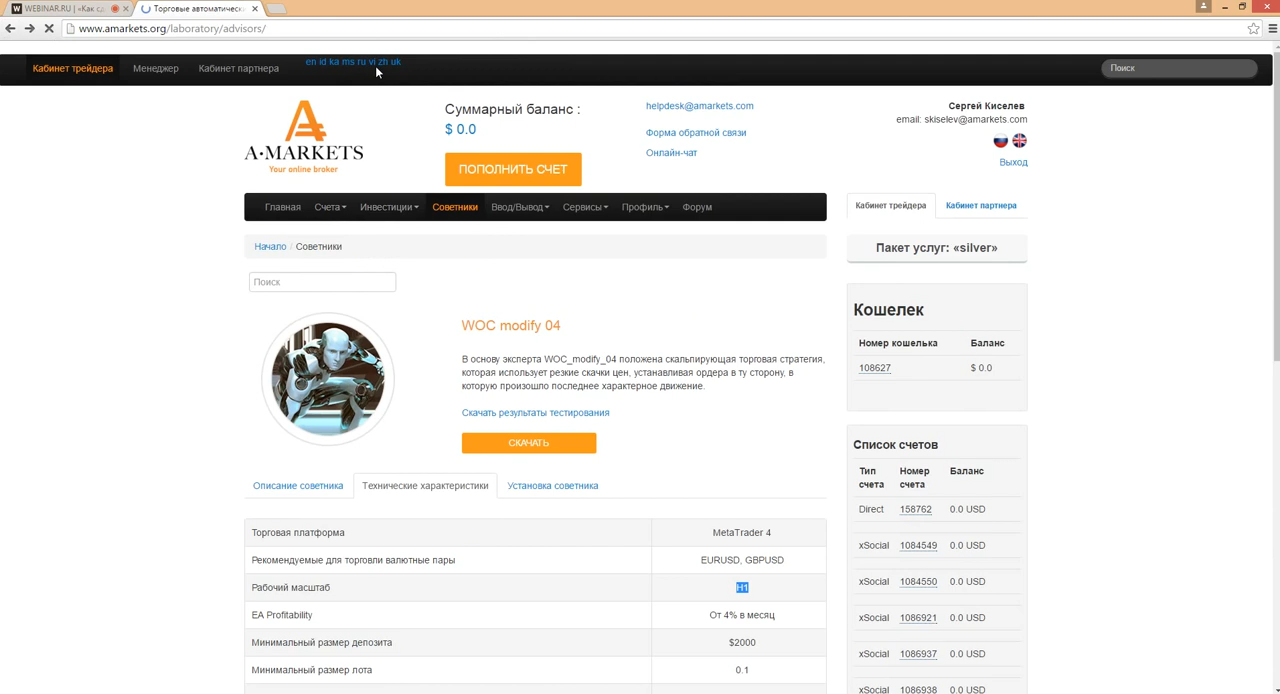 WEBINAR.RU | «Как сд
Торговые автоматическ
www.amarkets.org/laboratory/advisors/
Кабинет трейдера Менеджер Кабинет партнера en id ka ms ru vi zh uk Поиск
A·MARKETS
Your online broker
Суммарный баланс :
$ 0.0
ПОПОЛНИТЬ СЧЕТ
helpdesk@amarkets.com
Форма обратной связи
Онлайн-чат
Сергей Киселев
email: skiselev@amarkets.com
Выход
Главная Счета Инвестиции Советники Ввод/Вывод Сервисы Профиль Форум
Кабинет трейдера Кабинет партнера
Начало / Советники
Пакет услуг: «silver»
Поиск
WOC modify 04
В основу эксперта WOC_modify_04 положена скальпирующая торговая стратегия,
которая использует резкие скачки цен, устанавливая ордера в ту сторону, в
которую произошло последнее характерное движение.
Скачать результаты тестирования
СКАЧАТЬ
Описание советника Технические характеристики Установка советника
Торговая платформа MetaTrader 4
Рекомендуемые для торговли валютные пары EURUSD, GBPUSD
Рабочий масштаб H1
EA Profitability От 4% в месяц
Минимальный размер депозита $2000
Минимальный размер лота 0.1
Кошелек
Номер кошелька Баланс
108627 $ 0.0
Список счетов
Тип счета Номер счета Баланс
Direct 158762 0.0 USD
xSocial 1084549 0.0 USD
xSocial 1084550 0.0 USD
xSocial 1086921 0.0 USD
xSocial 1086937 0.0 USD
xSocial 1086938 0.0 USD